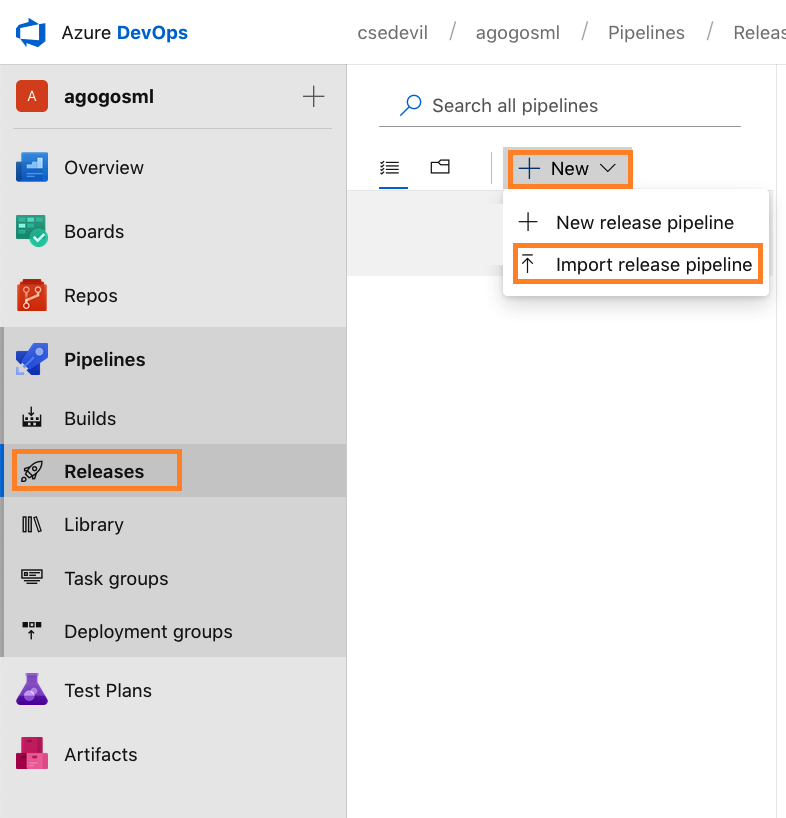 Azure DevOps
csedevil / agogosml / Pipelines / Releas
A agogosml
Search all pipelines
Overview
New
Boards
New release pipeline
Import release pipeline
Repos
Pipelines
Builds
Releases
Library
Task groups
Deployment groups
Test Plans
Artifacts